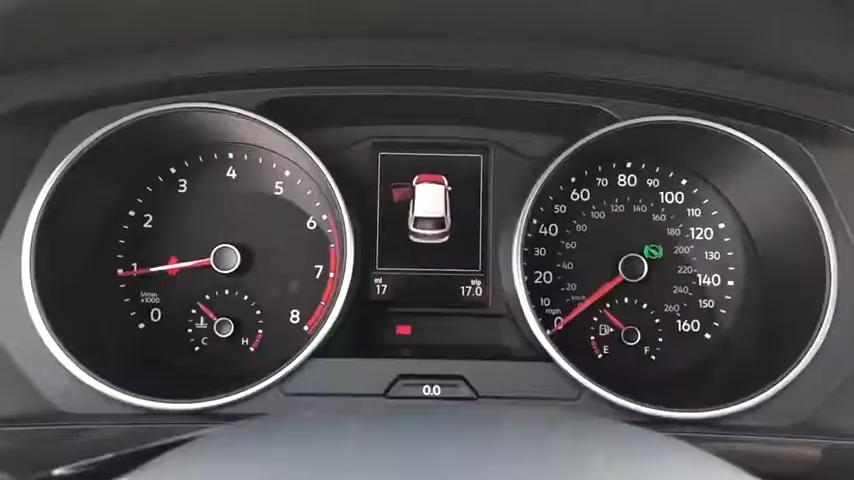 0 1 2 3 4 5 6 7 8
1/min
x1000
C H
mi trip
17 17.0
0.0
0 10 20 30 40 50 60 70 80 90 100 110 120 130 140 150 160
mph
km/h
20 40 60 80 100 120 140 160 180 200 220 240 260
E F